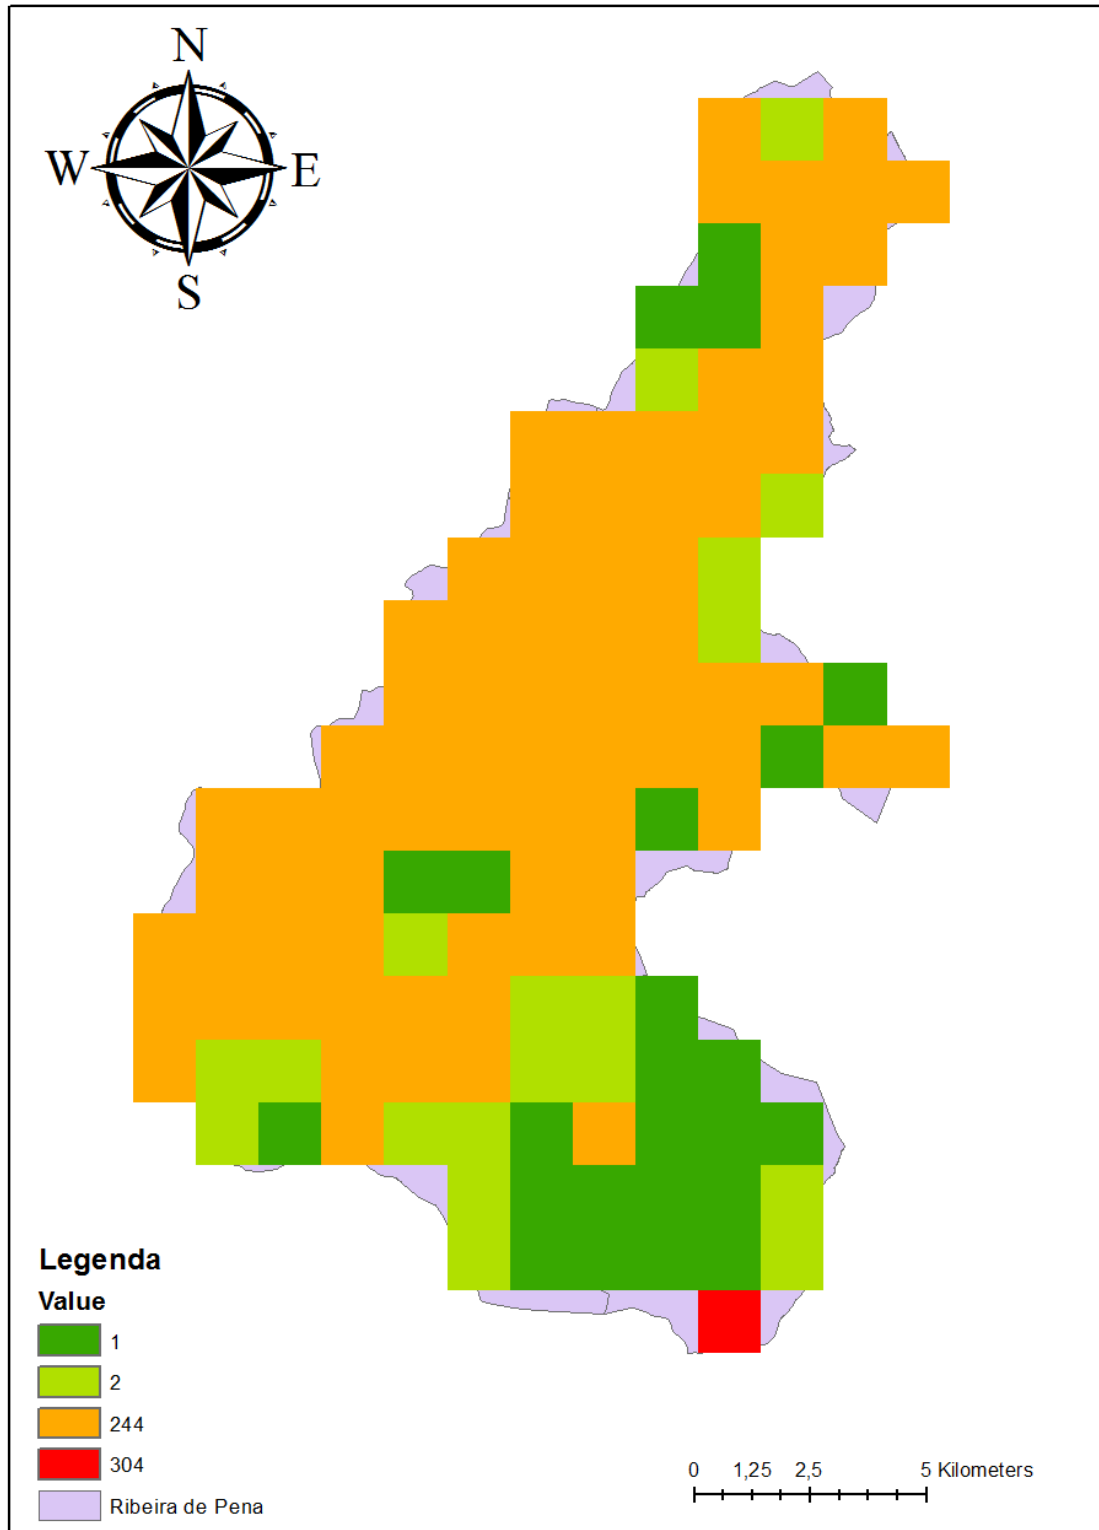 N
W E
S
Legenda
Value
1
2
244
304
Ribeira de Pena
0 1,25 2,5 5 Kilometers